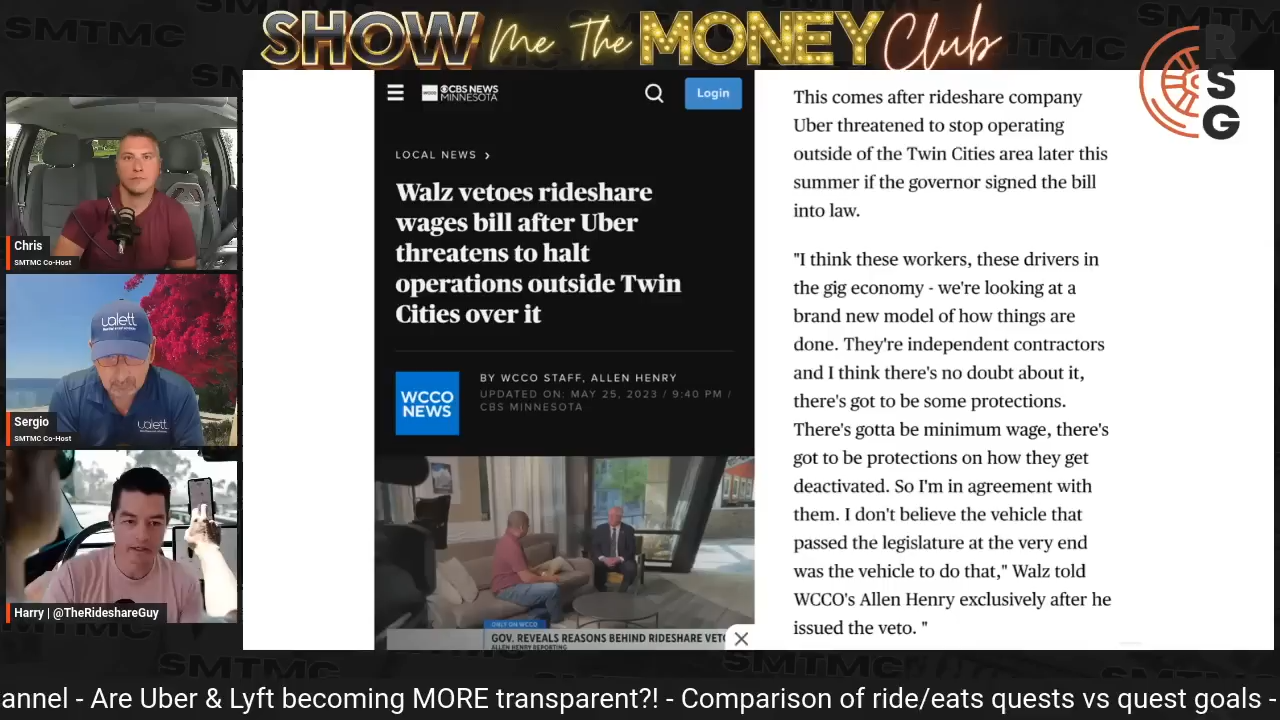 SHOW Me The MONEY Club
RSG
Chris
SMTMC Co-Host
ualett
ualett
Sergio
SMTMC Co-Host
Harry | @TheRideshareGuy
CBS NEWS
MINNESOTA
Login
LOCAL NEWS >
Walz vetoes rideshare
wages bill after Uber
threatens to halt
operations outside Twin
Cities over it
WCCO
NEWS
BY WCCO STAFF, ALLEN HENRY
UPDATED ON: MAY 25, 2023 / 9:40 PM /
CBS MINNESOTA
ONLY ON WCCO
GOV. REVEALS REASONS BEHIND RIDESHARE VET
ALLEN HENRY REPORTING
This comes after rideshare company
Uber threatened to stop operating
outside of the Twin Cities area later this
summer if the governor signed the bill
into law.
"I think these workers, these drivers in
the gig economy - we're looking at a
brand new model of how things are
done. They're independent contractors
and I think there's no doubt about it,
there's got to be some protections.
There's gotta be minimum wage, there's
got to be protections on how they get
deactivated. So I'm in agreement with
them. I don't believe the vehicle that
passed the legislature at the very end
was the vehicle to do that," Walz told
WCCO's Allen Henry exclusively after he
issued the veto. "
annel - Are Uber & Lyft becoming MORE transparent?! - Comparison of ride/eats quests vs quest goals -